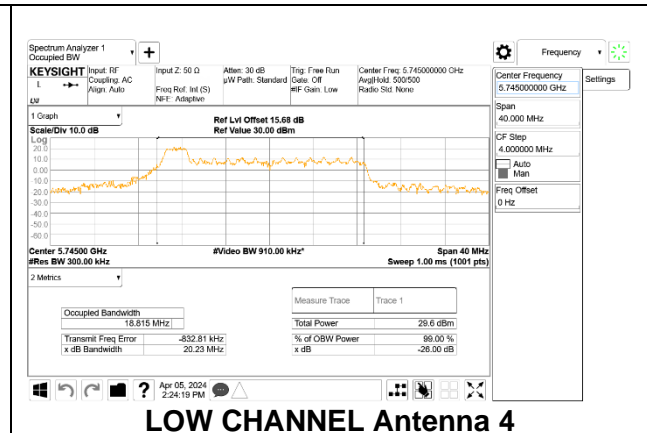 Spectrum Analyzer 1
Occupied BW
+
Frequency
KEYSIGHT
Input: RF
Coupling: AC
Align: Auto
Input Z: 50 Ω
Freq Ref: Int (S)
NFE: Adaptive
Atten: 30 dB
µW Path: Standard
Trig: Free Run
Gate: Off
#IF Gain: Low
Center Freq: 5.745000000 GHz
Avg|Hold: 500/500
Radio Std: None
Center Frequency
5.745000000 GHz
Settings
Span
40.000 MHz
CF Step
4.000000 MHz
Auto
Man
Freq Offset
0 Hz
1 Graph
Scale/Div 10.0 dB
Ref Lvl Offset 15.68 dB
Ref Value 30.00 dBm
Log
20.0
10.0
0.00
-10.0
-20.0
-30.0
-40.0
-50.0
-60.0
Center 5.74500 GHz
#Res BW 300.00 kHz
#Video BW 910.00 kHz*
Span 40 MHz
Sweep 1.00 ms (1001 pts)
2 Metrics
Measure Trace Trace 1
Occupied Bandwidth
18.815 MHz
Total Power 29.6 dBm
Transmit Freq Error -832.81 kHz
% of OBW Power 99.00 %
x dB Bandwidth 20.23 MHz
x dB -26.00 dB
?
Apr 05, 2024
2:24:19 PM
LOW CHANNEL Antenna 4